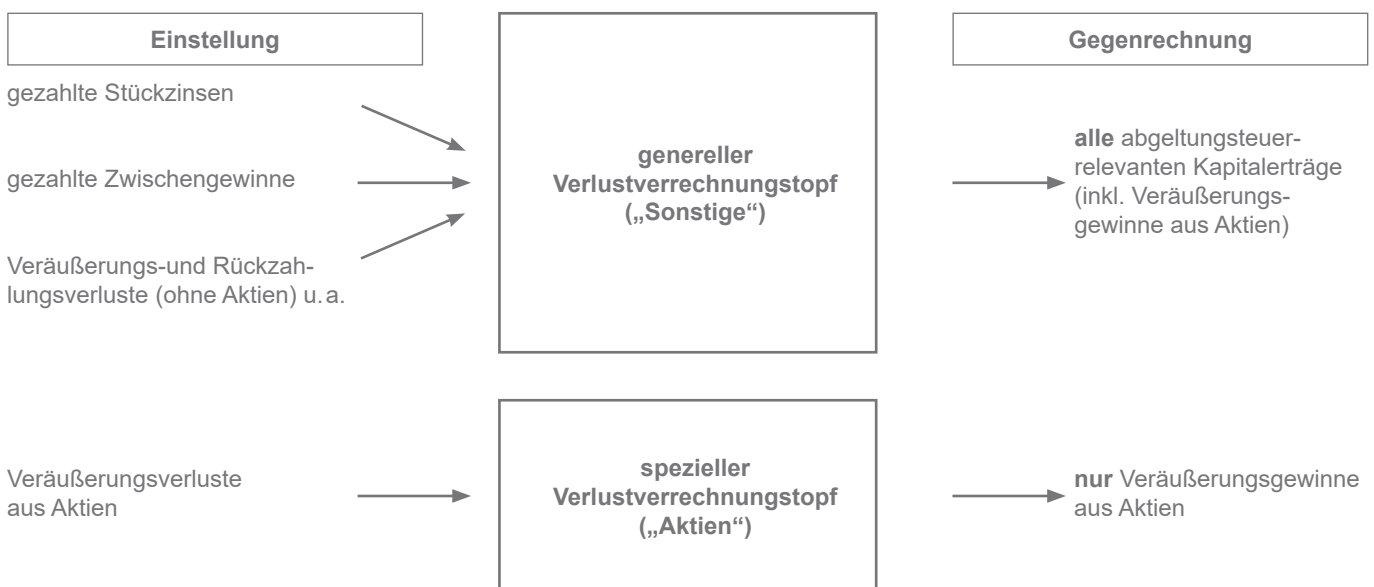 Einstellung
gezahlte Stückzinsen
gezahlte Zwischengewinne
Veräußerungs-und Rückzah-
lungsverluste (ohne Aktien) u. a.
genereller
Verlustverrechnungstopf
(„Sonstige“)
Gegenrechnung
alle abgeltungsteuer-
relevanten Kapitalerträge
(inkl. Veräußerungs-
gewinne aus Aktien)
Veräußerungsverluste
aus Aktien
spezieller
Verlustverrechnungstopf
(„Aktien“)
nur Veräußerungsgewinne
aus Aktien